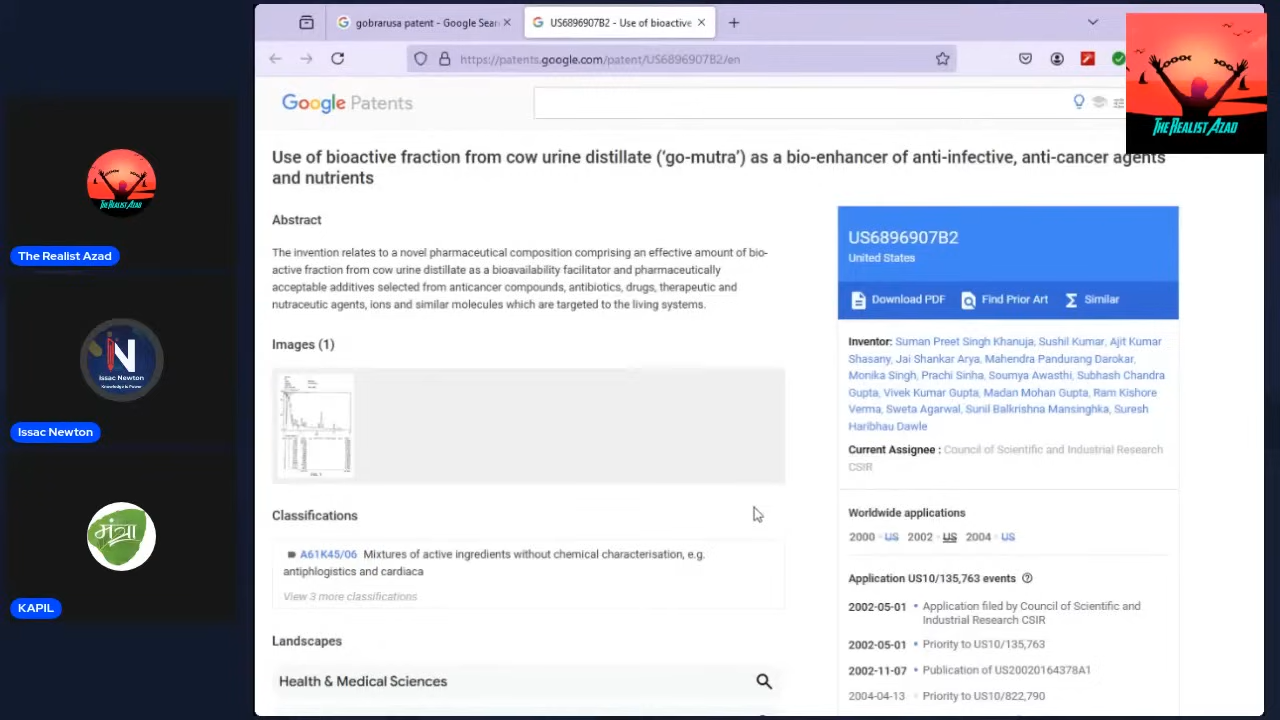 gobrarusa patent - Google Sear
US6896907B2 - Use of bioactive
https://patents.google.com/patent/US6896907B2/en
Google Patents
THE REALIST AZAD
Use of bioactive fraction from cow urine distillate (‘go-mutra’) as a bio-enhancer of anti-infective, anti-cancer agents
and nutrients
Abstract
The invention relates to a novel pharmaceutical composition comprising an effective amount of bio-
active fraction from cow urine distillate as a bioavailability facilitator and pharmaceutically
acceptable additives selected from anticancer compounds, antibiotics, drugs, therapeutic and
nutraceutic agents, ions and similar molecules which are targeted to the living systems.
Images (1)
Classifications
A61K45/06 Mixtures of active ingredients without chemical characterisation, e.g.
antiphlogistics and cardiaca
View 3 more classifications
Landscapes
Health & Medical Sciences
US6896907B2
United States
Download PDF Find Prior Art Similar
Inventor: Suman Preet Singh Khanuja, Sushil Kumar, Ajit Kumar
Shasany, Jai Shankar Arya, Mahendra Pandurang Darokar,
Monika Singh, Prachi Sinha, Soumya Awasthi, Subhash Chandra
Gupta, Vivek Kumar Gupta, Madan Mohan Gupta, Ram Kishore
Verma, Sweta Agarwal, Sunil Balkrishna Mansinghka, Suresh
Haribhau Dawle
Current Assignee : Council of Scientific and Industrial Research
CSIR
Worldwide applications
2000 · US 2002 · US 2004 · US
Application US10/135,763 events
2002-05-01 • Application filed by Council of Scientific and
Industrial Research CSIR
2002-05-01 • Priority to US10/135,763
2002-11-07 • Publication of US20020164378A1
2004-04-13 Priority to US10/822,790
THE REALIST AZAD
The Realist Azad
N
Issac Newton
Knowledge is Power
Issac Newton
मंत्रा
KAPIL